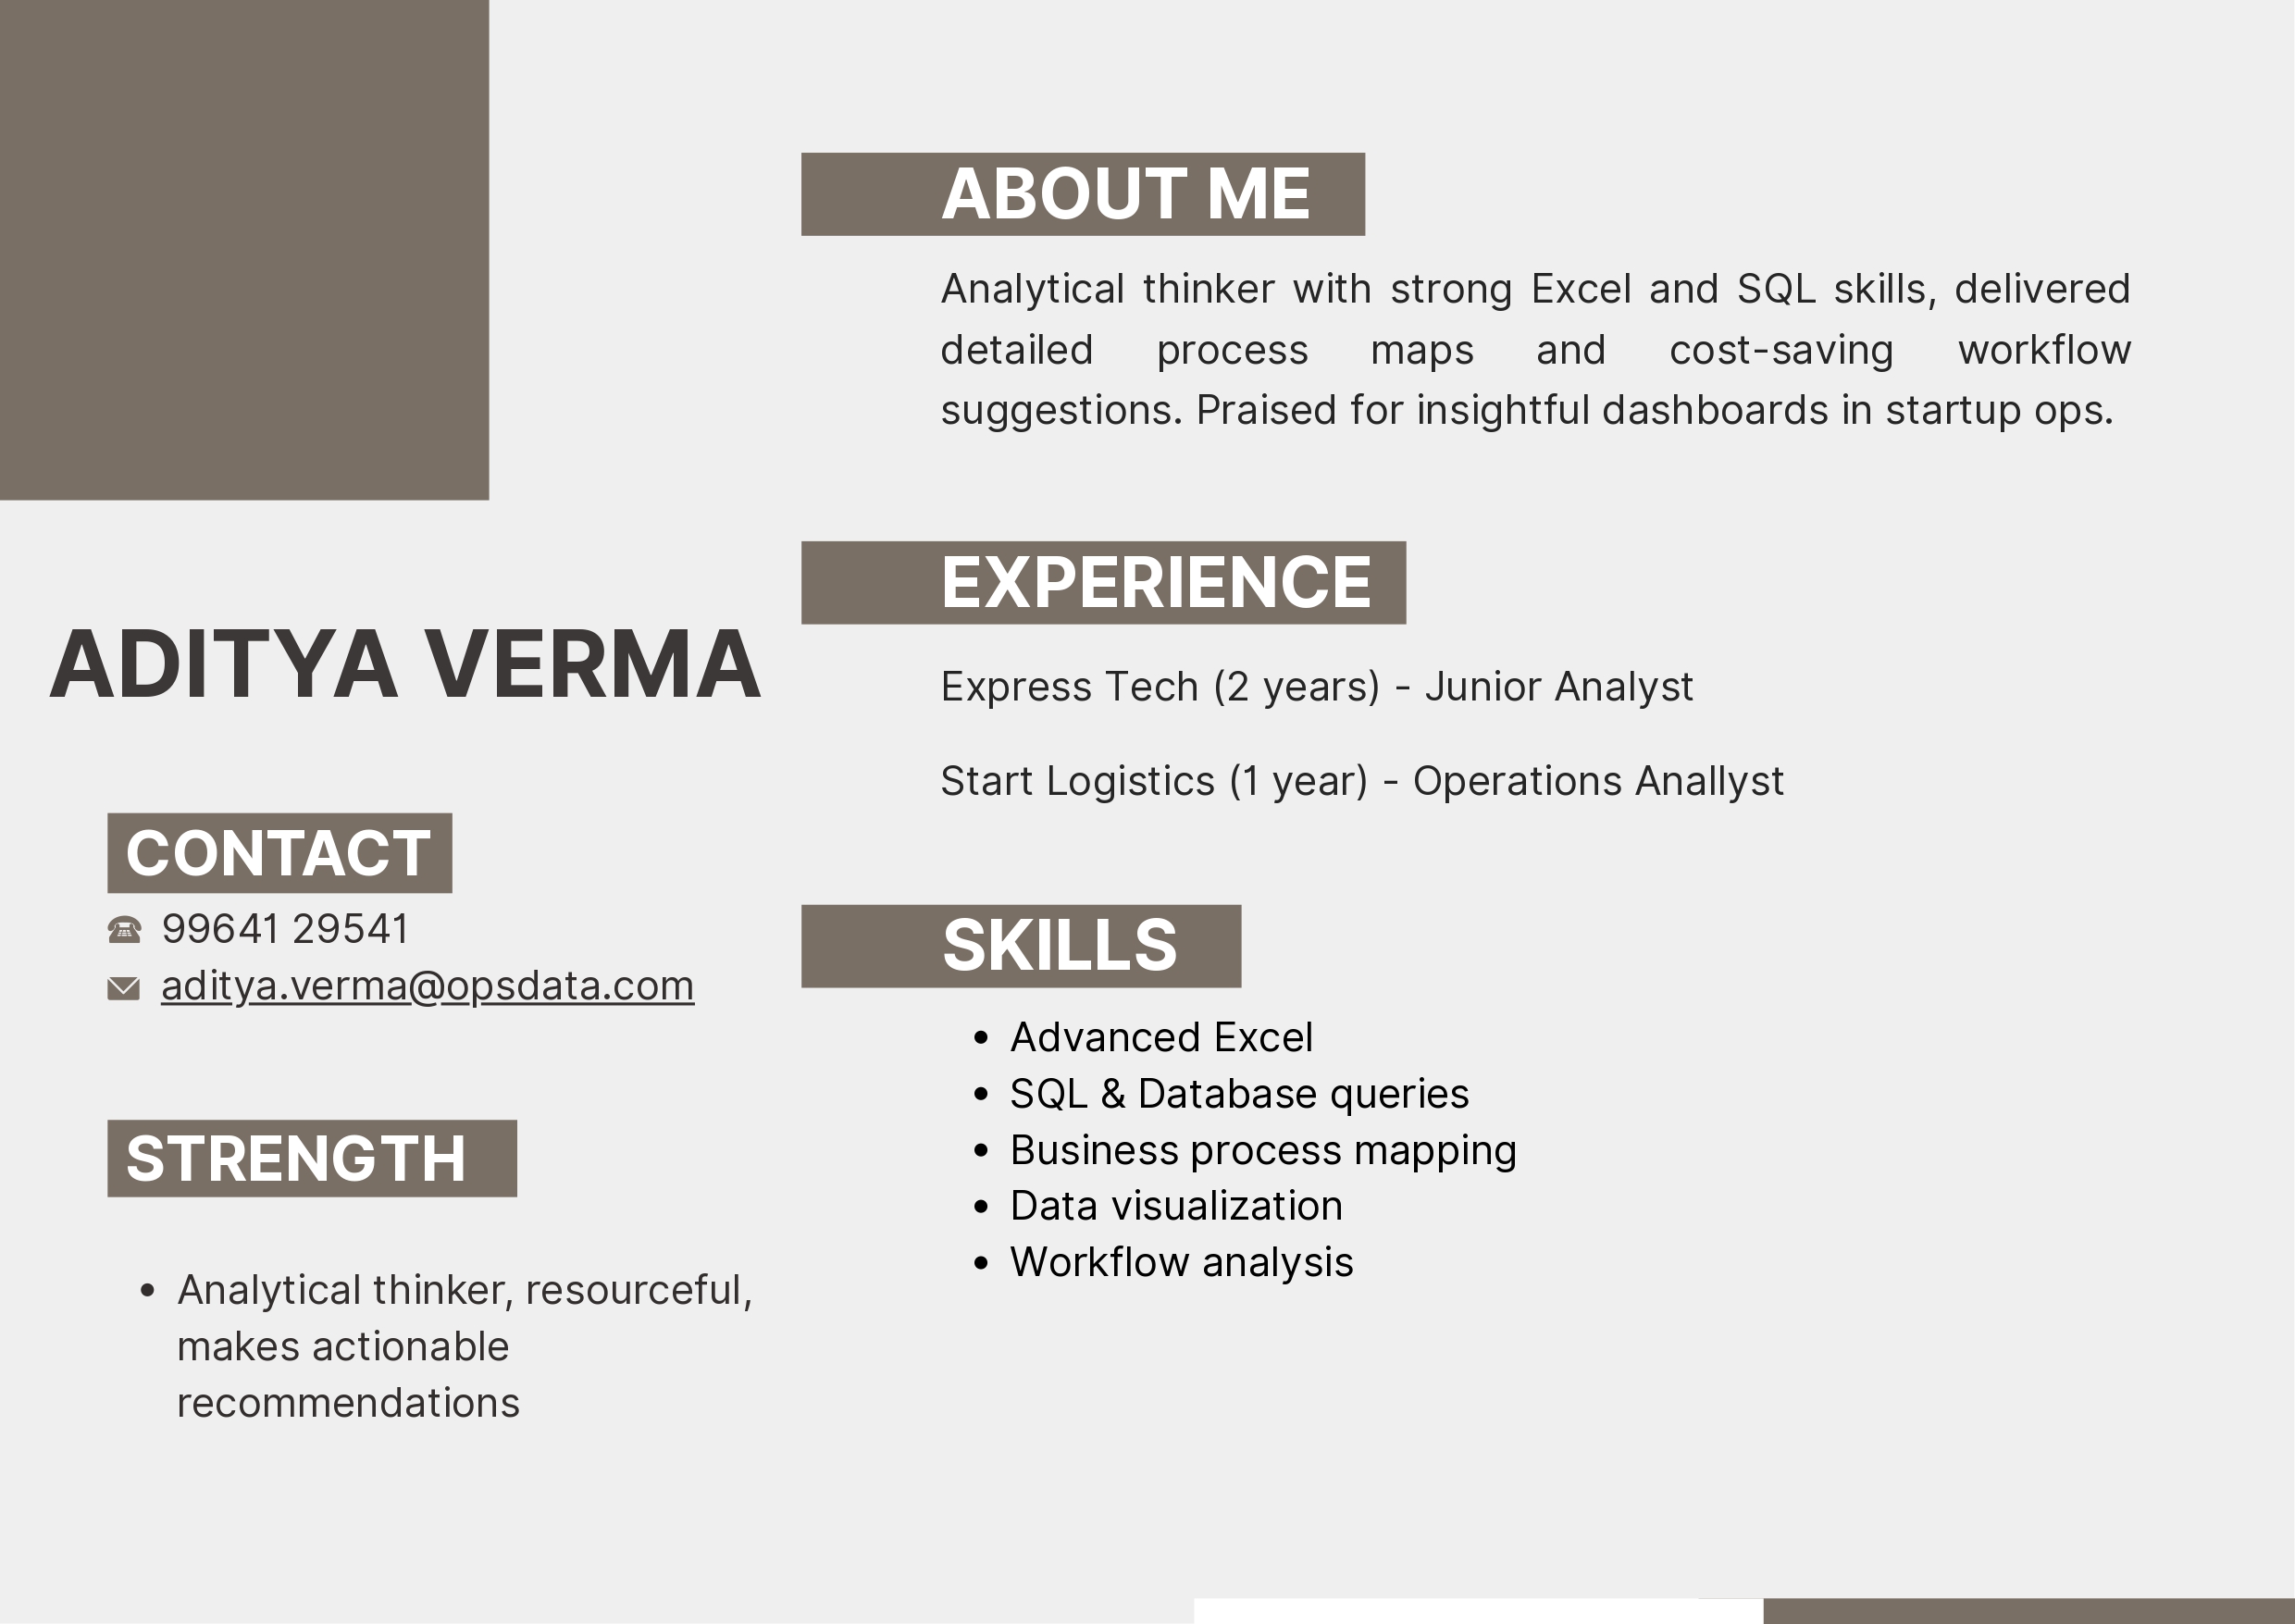 ADITYA VERMA
CONTACT
99641 29541
aditya.verma@opsdata.com
STRENGTH
• Analytical thinker, resourceful,
makes actionable
recommendations
ABOUT ME
Analytical thinker with strong Excel and SQL skills, delivered
detailed process maps and cost-saving workflow
suggestions. Praised for insightful dashboards in startup ops.
EXPERIENCE
Express Tech (2 years) - Junior Analyst
Start Logistics (1 year) - Operations Anallyst
SKILLS
• Advanced Excel
• SQL & Database queries
• Business process mapping
• Data visualization
• Workflow analysis